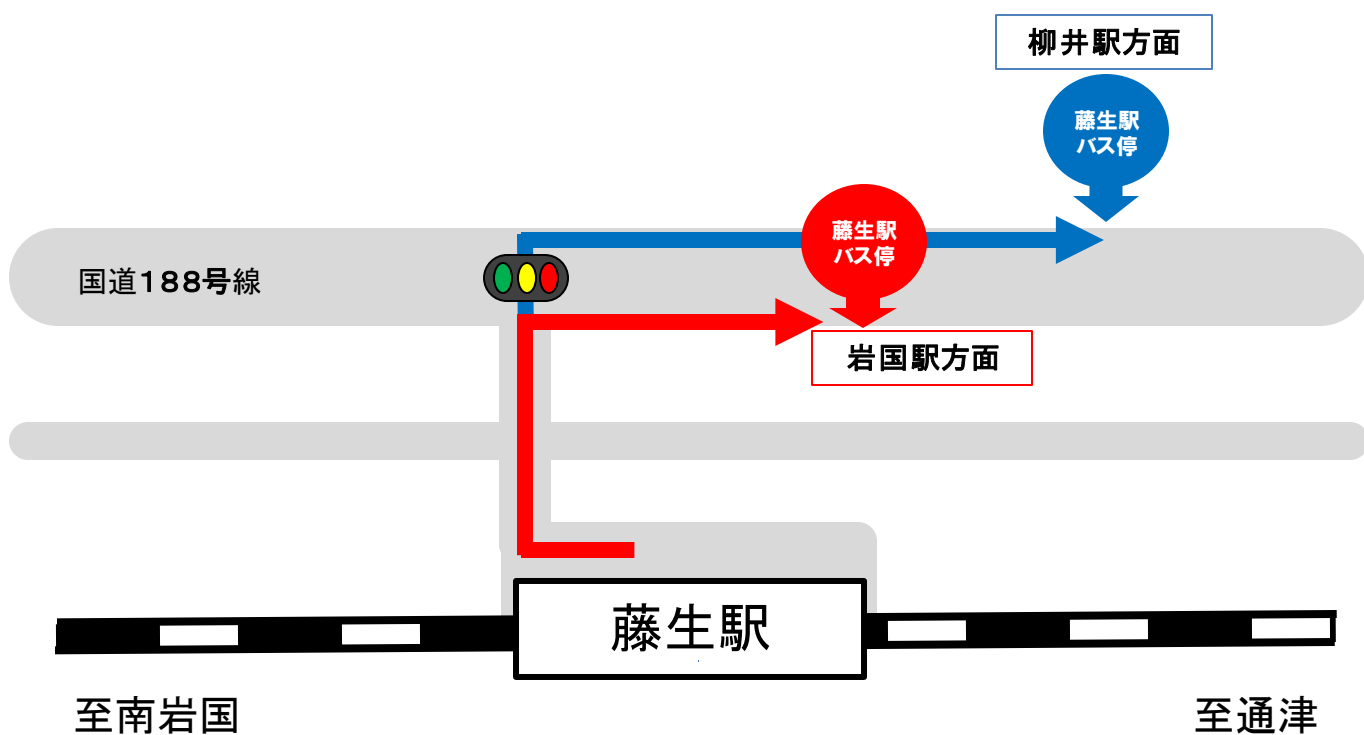 柳井駅方面
藤生駅
バス停
藤生駅
バス停
国道188号線
岩国駅方面
藤生駅
至南岩国
至通津